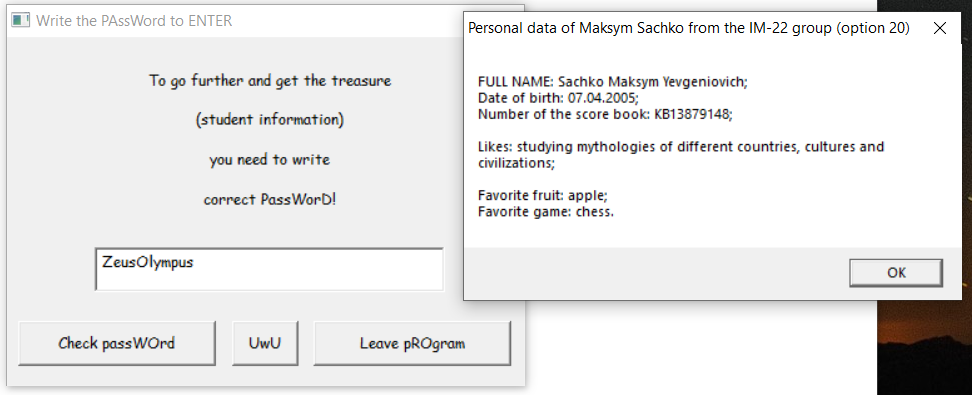 Write the PAssWord to ENTER
To go further and get the treasure
(student information)
you need to write
correct PassWorD!
ZeusOlympus
Check passWOrd
UwU
Leave pROgram
Personal data of Maksym Sachko from the IM-22 group (option 20)
FULL NAME: Sachko Maksym Yevgeniovich;
Date of birth: 07.04.2005;
Number of the score book: KB13879148;
Likes: studying mythologies of different countries, cultures and
civilizations;
Favorite fruit: apple;
Favorite game: chess.
OK